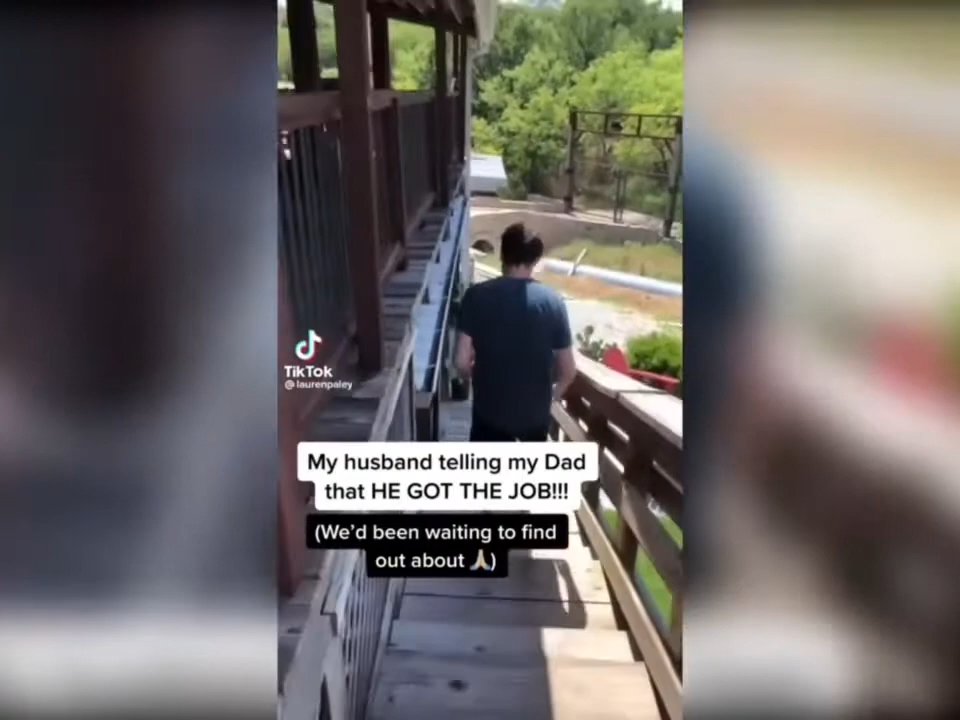 TikTok
@laurenpaley
My husband telling my Dad
that HE GOT THE JOB!!!
(We'd been waiting to find
out about 🙏)